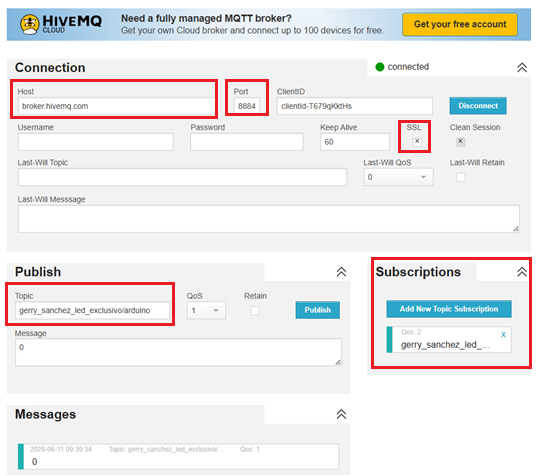 HIVEMQ
CLOUD
Need a fully managed MQTT broker?
Get your own Cloud broker and connect up to 100 devices for free.
Get your free account
Connection
connected
Host
Port
ClientID
broker.hivemq.com
8884
clientId-T679qKktHs
Disconnect
Username
Password
Keep Alive
SSL
Clean Session
60
x
x
Last-Will Topic
Last-Will QoS
Last-Will Retain
0
Last-Will Messsage
Publish
Topic
QoS
Retain
gerry_sanchez_led_exclusivo/arduino
1
Publish
Message
0
Subscriptions
Add New Topic Subscription
Qos: 2
x
gerry_sanchez_led_...
Messages
2026-06-11 09:39:34
Topic: gerry_sanchez_led_exclusivo/...
Qos: 1
0